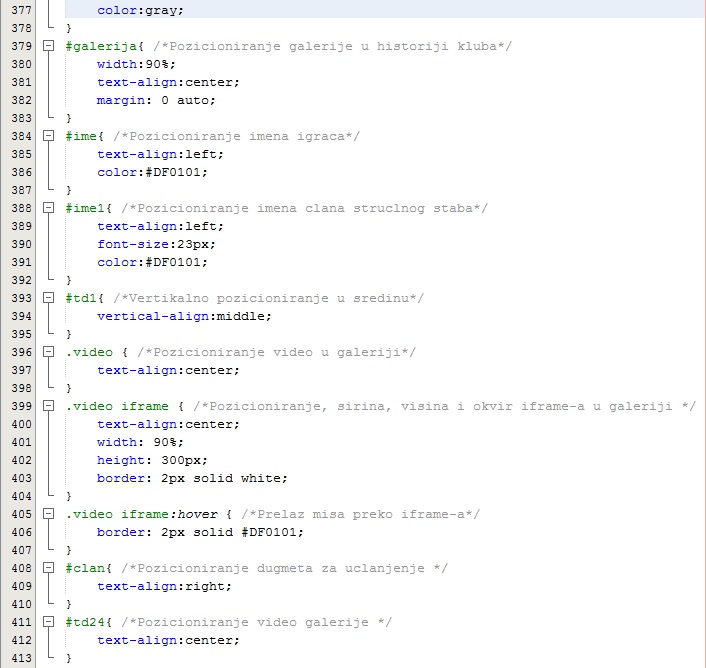 377 color:gray;
378 }
379 #galerija{ /*Pozicioniranje galerije u historiji kluba*/
380 width:90%;
381 text-align:center;
382 margin: 0 auto;
383 }
384 #ime{ /*Pozicioniranje imena igraca*/
385 text-align:left;
386 color:#DF0101;
387 }
388 #ime1{ /*Pozicioniranje imena clana struclnog staba*/
389 text-align:left;
390 font-size:23px;
391 color:#DF0101;
392 }
393 #td1{ /*Vertikalno pozicioniranje u sredinu*/
394 vertical-align:middle;
395 }
396 .video { /*Pozicioniranje video u galeriji*/
397 text-align:center;
398 }
399 .video iframe { /*Pozicioniranje, sirina, visina i okvir iframe-a u galeriji */
400 text-align:center;
401 width: 90%;
402 height: 300px;
403 border: 2px solid white;
404 }
405 .video iframe:hover { /*Prelaz misa preko iframe-a*/
406 border: 2px solid #DF0101;
407 }
408 #clan{ /*Pozicioniranje dugmeta za uclanjenje */
409 text-align:right;
410 }
411 #td24{ /*Pozicioniranje video galerije */
412 text-align:center;
413 }